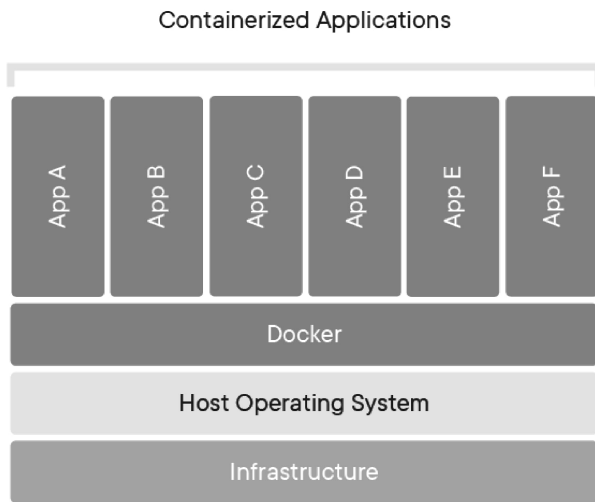 Containerized Applications
App A
App B
App C
App D
App E
App F
Docker
Host Operating System
Infrastructure